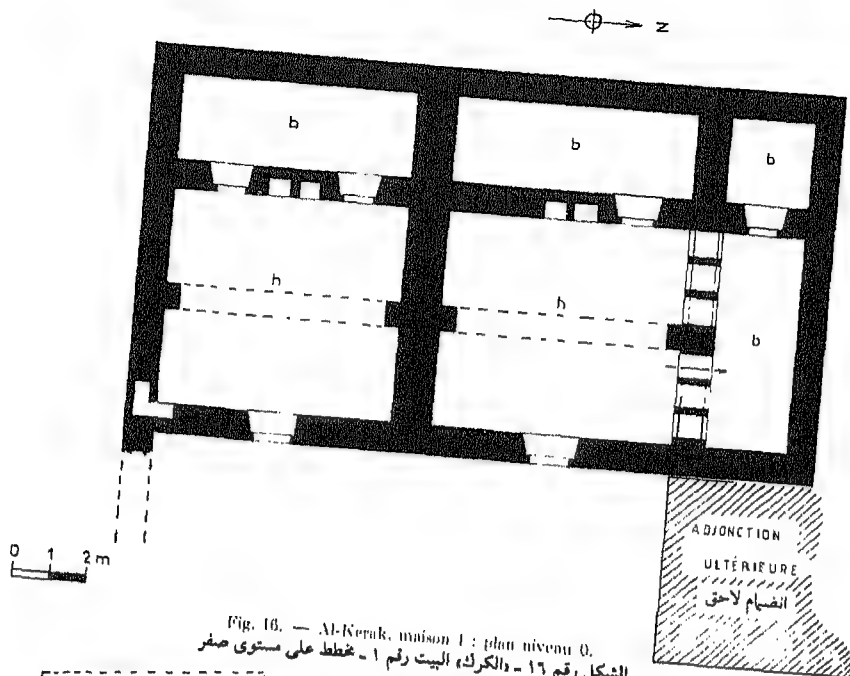 N
b
b
b
h
h
b
0 1 2 m
ADJONCTION
ULTÉRIEURE
انضمام لاحق
Fig. 16. — Al-Kerak, maison 1 : plan niveau 0.
الشكل رقم ١٦ - «الكرك» البيت رقم ١ - مخطط على مستوى صفر